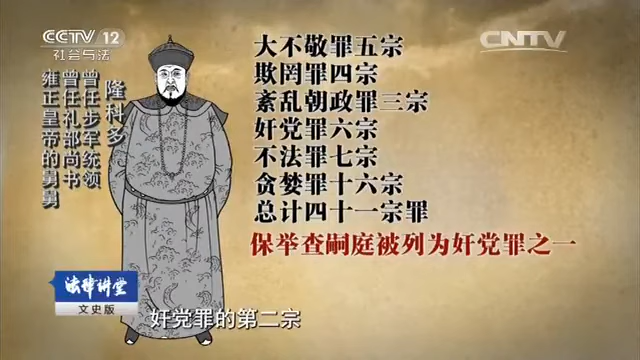 CCTV 12
社会与法
CNTV
隆科多
曾任步军统领
曾任礼部尚书
雍正皇帝的舅舅
大不敬罪五宗
欺罔罪四宗
紊乱朝政罪三宗
奸党罪六宗
不法罪七宗
贪婪罪十六宗
总计四十一宗罪
保举查嗣庭被列为奸党罪之一
法律讲堂
文史版
奸党罪的第二宗